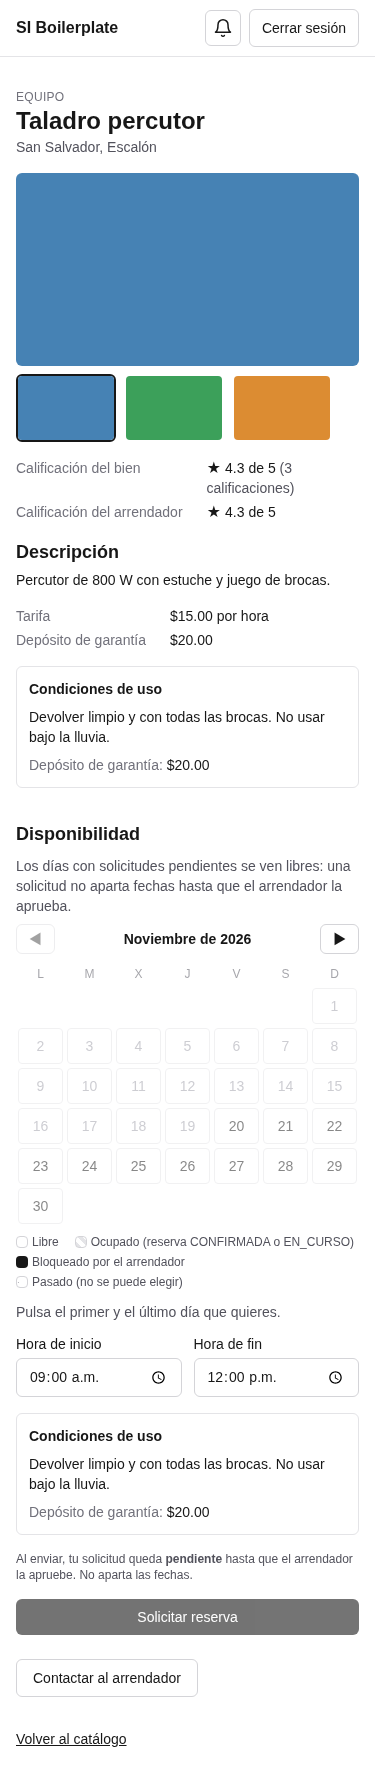 SI Boilerplate
Cerrar sesión
EQUIPO
Taladro percutor
San Salvador, Escalón
Calificación del bien ★ 4.3 de 5 (3
calificaciones)
Calificación del arrendador ★ 4.3 de 5
Descripción
Percutor de 800 W con estuche y juego de brocas.
Tarifa $15.00 por hora
Depósito de garantía $20.00
Condiciones de uso
Devolver limpio y con todas las brocas. No usar
bajo la lluvia.
Depósito de garantía: $20.00
Disponibilidad
Los días con solicitudes pendientes se ven libres: una
solicitud no aparta fechas hasta que el arrendador la
aprueba.
◀ Noviembre de 2026 ▶
L M X J V S D
1
2 3 4 5 6 7 8
9 10 11 12 13 14 15
16 17 18 19 20 21 22
23 24 25 26 27 28 29
30
Libre Ocupado (reserva CONFIRMADA o EN_CURSO)
Bloqueado por el arrendador
Pasado (no se puede elegir)
Pulsa el primer y el último día que quieres.
Hora de inicio Hora de fin
09:00 a.m. 12:00 p.m.
Condiciones de uso
Devolver limpio y con todas las brocas. No usar
bajo la lluvia.
Depósito de garantía: $20.00
Al enviar, tu solicitud queda pendiente hasta que el arrendador
la apruebe. No aparta las fechas.
Solicitar reserva
Contactar al arrendador
Volver al catálogo